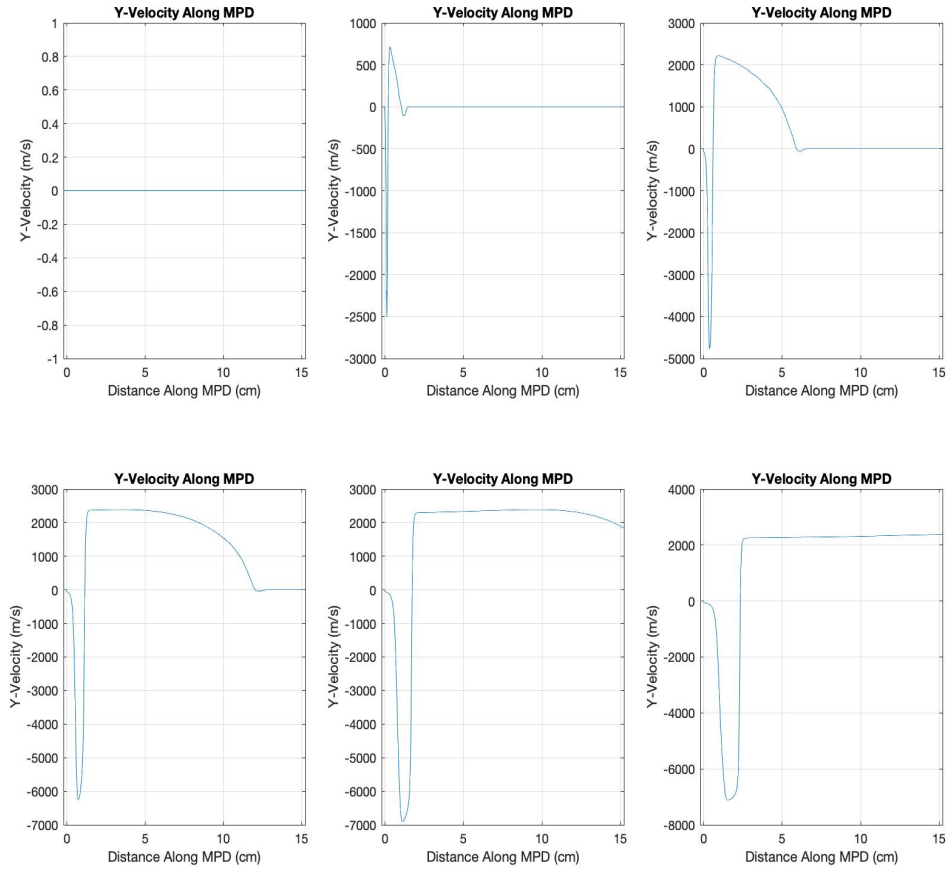 Y-Velocity Along MPD
1
0.8
0.6
0.4
0.2
0
-0.2
-0.4
-0.6
-0.8
-1
Y-Velocity (m/s)
0 5 10 15
Distance Along MPD (cm)
Y-Velocity Along MPD
1000
500
0
-500
-1000
-1500
-2000
-2500
-3000
Y-Velocity (m/s)
0 5 10 15
Distance Along MPD (cm)
Y-Velocity Along MPD
3000
2000
1000
0
-1000
-2000
-3000
-4000
-5000
Y-velocity (m/s)
0 5 10 15
Distance Along MPD (cm)
Y-Velocity Along MPD
3000
2000
1000
0
-1000
-2000
-3000
-4000
-5000
-6000
-7000
Y-Velocity (m/s)
0 5 10 15
Distance Along MPD (cm)
Y-Velocity Along MPD
3000
2000
1000
0
-1000
-2000
-3000
-4000
-5000
-6000
-7000
Y-Velocity (m/s)
0 5 10 15
Distance Along MPD (cm)
Y-Velocity Along MPD
4000
2000
0
-2000
-4000
-6000
-8000
Y-Velocity (m/s)
0 5 10 15
Distance Along MPD (cm)